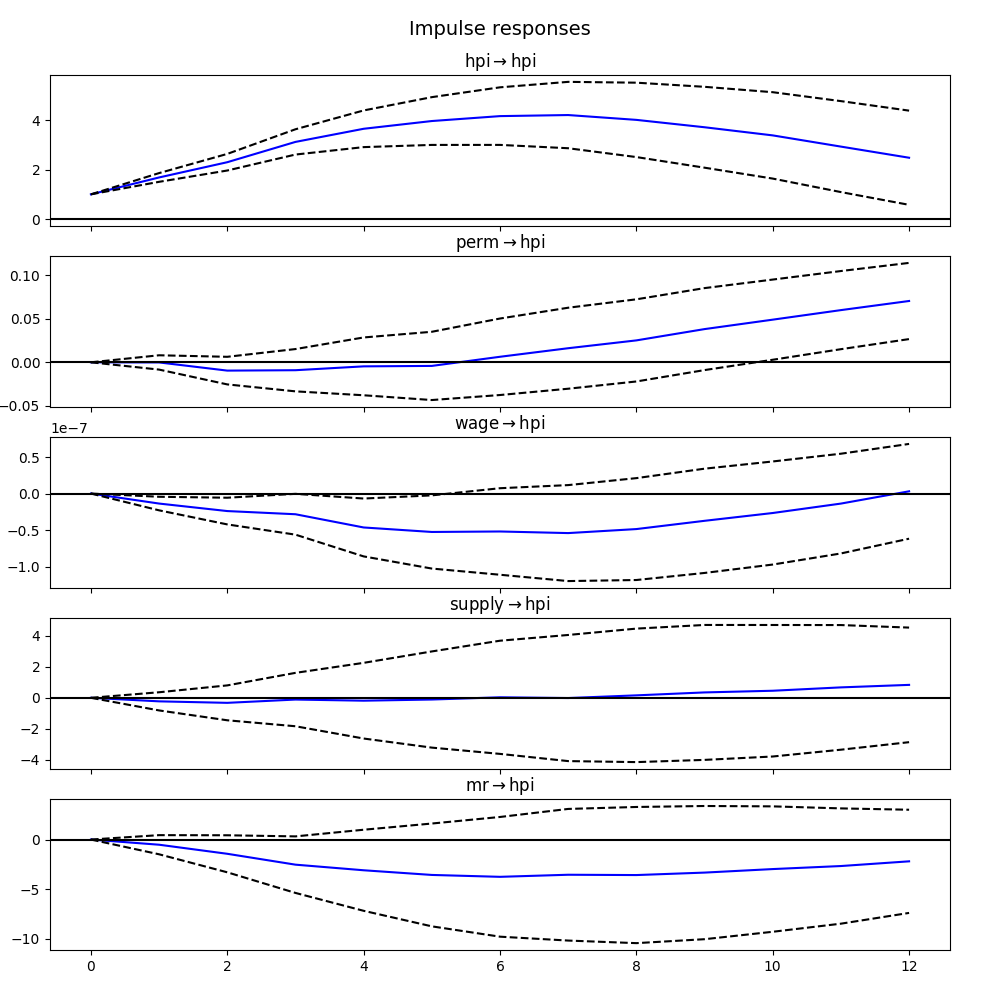 Impulse responses
hpi → hpi
4
2
0
perm → hpi
0.10
0.05
0.00
−0.05
wage → hpi
1e−7
0.5
0.0
−0.5
−1.0
supply → hpi
4
2
0
−2
−4
mr → hpi
0
−5
−10
0 2 4 6 8 10 12